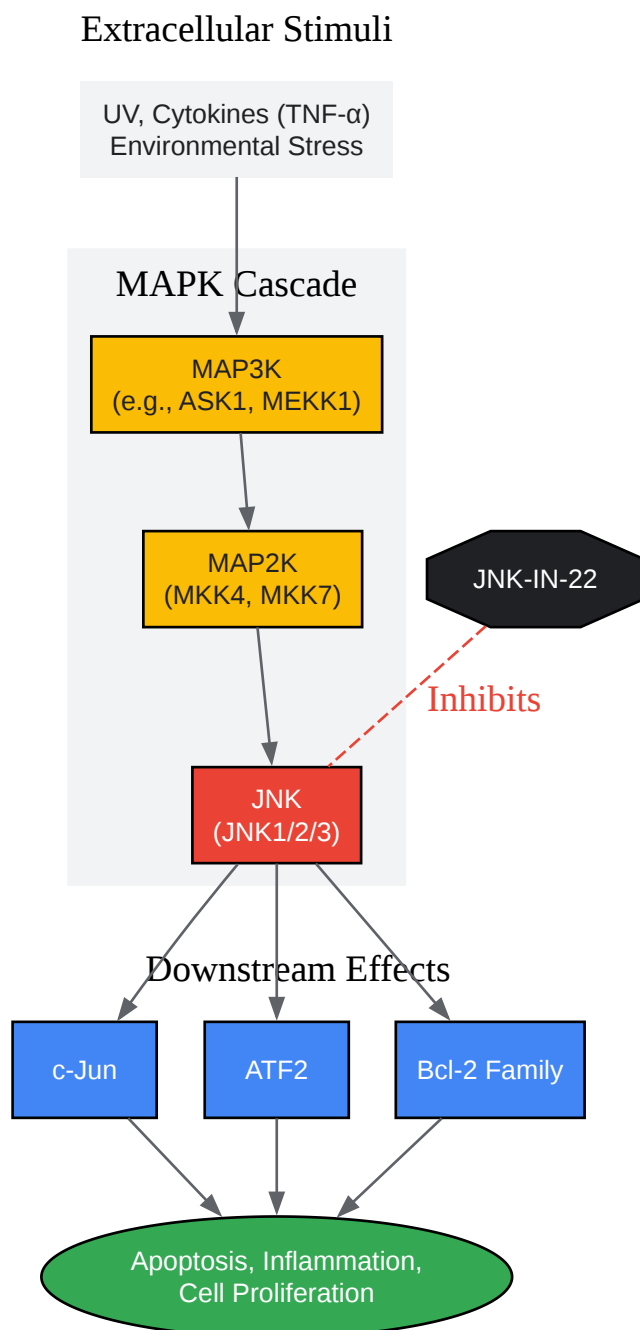 Extracellular Stimuli
UV, Cytokines (TNF-α)
Environmental Stress
MAPK Cascade
MAP3K
(e.g., ASK1, MEKK1)
MAP2K
(MKK4, MKK7)
JNK-IN-22
Inhibits
JNK
(JNK1/2/3)
Downstream Effects
c-Jun
ATF2
Bcl-2 Family
Apoptosis, Inflammation,
Cell Proliferation